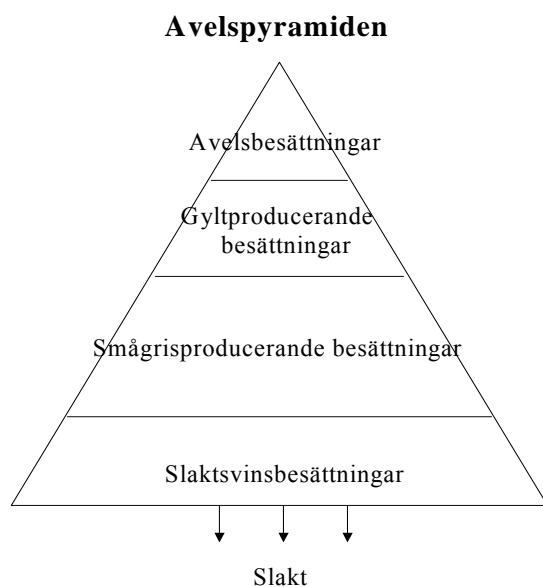 Avelspyramiden
Avelsbesättningar
Gyltproducerande
besättningar
Smågrisproducerande besättningar
Slaktsvinsbesättningar
Slakt